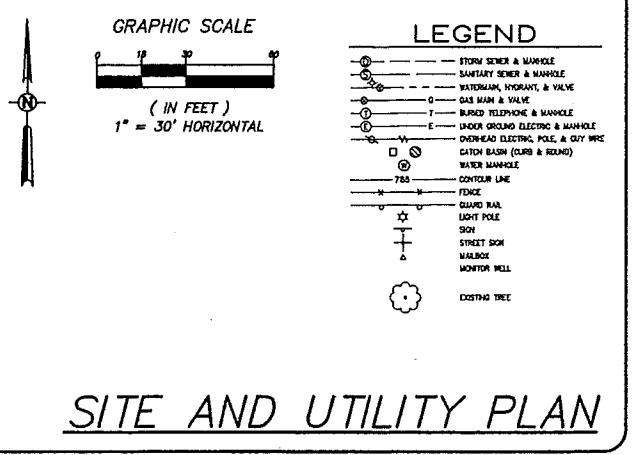 GRAPHIC SCALE
0 15 30 60
( IN FEET )
1" = 30' HORIZONTAL
N
LEGEND
D STORM SEWER & MANHOLE
S SANITARY SEWER & MANHOLE
WATERMAIN, HYDRANT, & VALVE
G GAS MAIN & VALVE
T T BURIED TELEPHONE & MANHOLE
E E UNDER GROUND ELECTRIC & MANHOLE
OVERHEAD ELECTRIC, POLE, & GUY WIRE
CATCH BASIN (CURB & ROUND)
W WATER MANHOLE
785 CONTOUR LINE
x x FENCE
GUARD RAIL
LIGHT POLE
SIGN
STREET SIGN
MAILBOX
MONITOR WELL
EXISTING TREE
SITE AND UTILITY PLAN